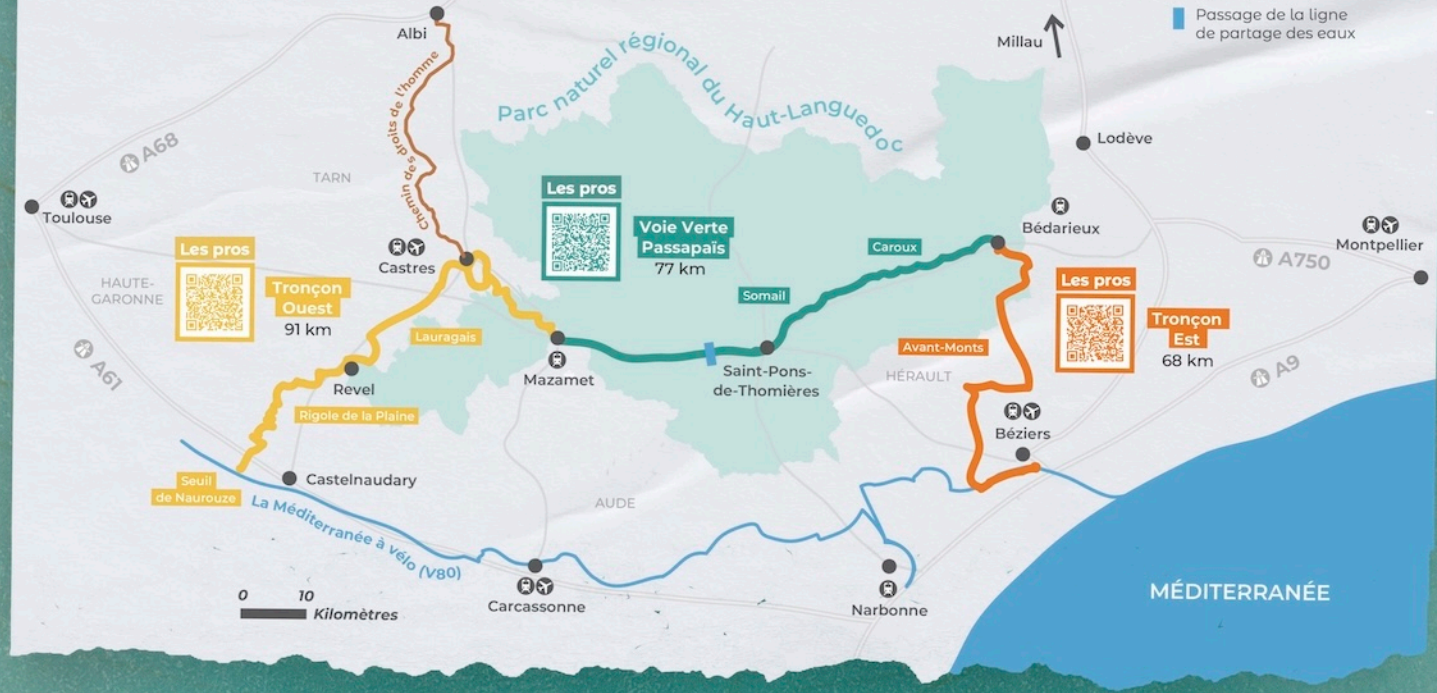 Passage de la ligne
de partage des eaux
Albi
Millau
Parc naturel régional du Haut-Languedoc
Chemin des droits de l'homme
A68
Lodève
TARN
Les pros
Toulouse
Voie Verte
Passapaïs
77 km
Bédarieux
Montpellier
Caroux
Les pros
Castres
A750
HAUTE-
GARONNE
Tronçon
Ouest
91 km
Les pros
Somail
Tronçon
Est
68 km
Lauragais
Avant-Monts
A61
Mazamet
Saint-Pons-
de-Thomières
HÉRAULT
A9
Revel
Rigole de la Plaine
Béziers
Seuil
de Naurouze
Castelnaudary
La Méditerranée à vélo (V80)
AUDE
0 10
Kilomètres
Carcassonne
Narbonne
MÉDITERRANÉE